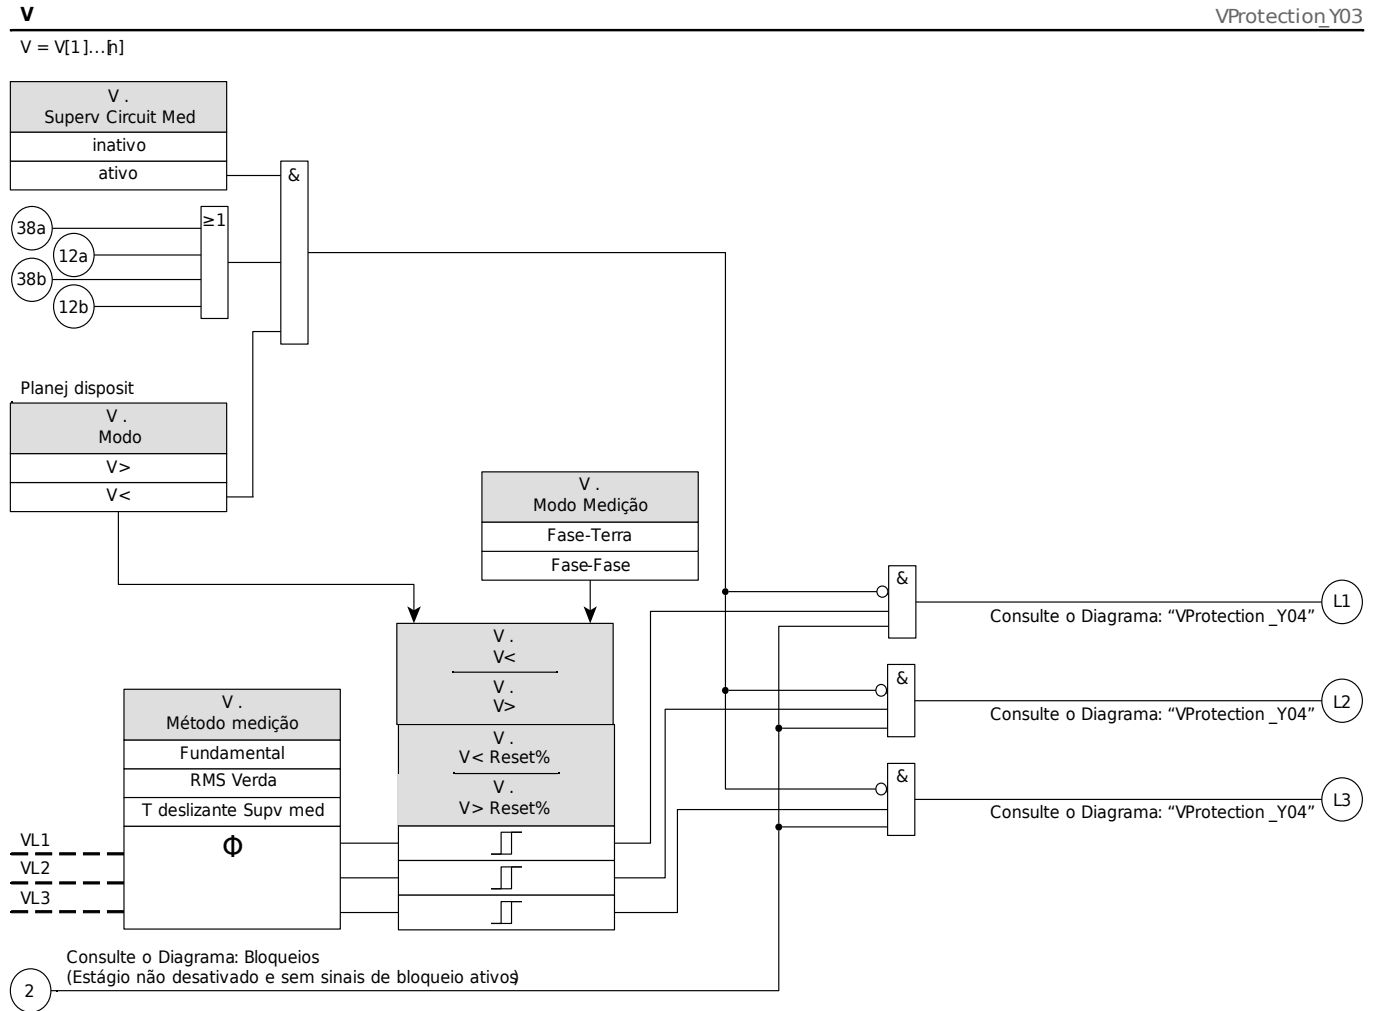 V
VProtection_Y03
V = V[1]...[n]
V .
Superv Circuit Med
inativo
ativo
&
38a
≥1
12a
38b
12b
Planej disposit
V .
Modo
V>
V<
V .
Modo Medição
Fase-Terra
Fase-Fase
&
L1
Consulte o Diagrama: “VProtection _Y04”
V .
V<
V .
V>
&
L2
Consulte o Diagrama: “VProtection _Y04”
V .
Método medição
Fundamental
RMS Verda
T deslizante Supv med
Φ
V .
V< Reset%
V .
V> Reset%
&
L3
Consulte o Diagrama: “VProtection _Y04”
VL1
VL2
VL3
Consulte o Diagrama: Bloqueios
(Estágio não desativado e sem sinais de bloqueio ativos)
2